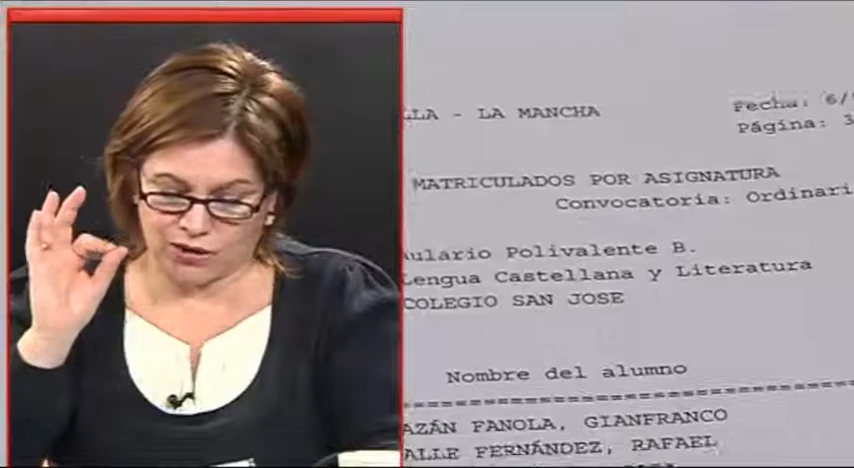 LLA - LA MANCHA
Fecha: 6/
Página: 3
MATRICULADOS POR ASIGNATURA
Convocatoria: Ordinari
Aulario Polivalente B.
Lengua Castellana y Literatura
COLEGIO SAN JOSE
Nombre del alumno
AZÁN FANOLA, GIANFRANCO
ALLE FERNÁNDEZ, RAFAEL